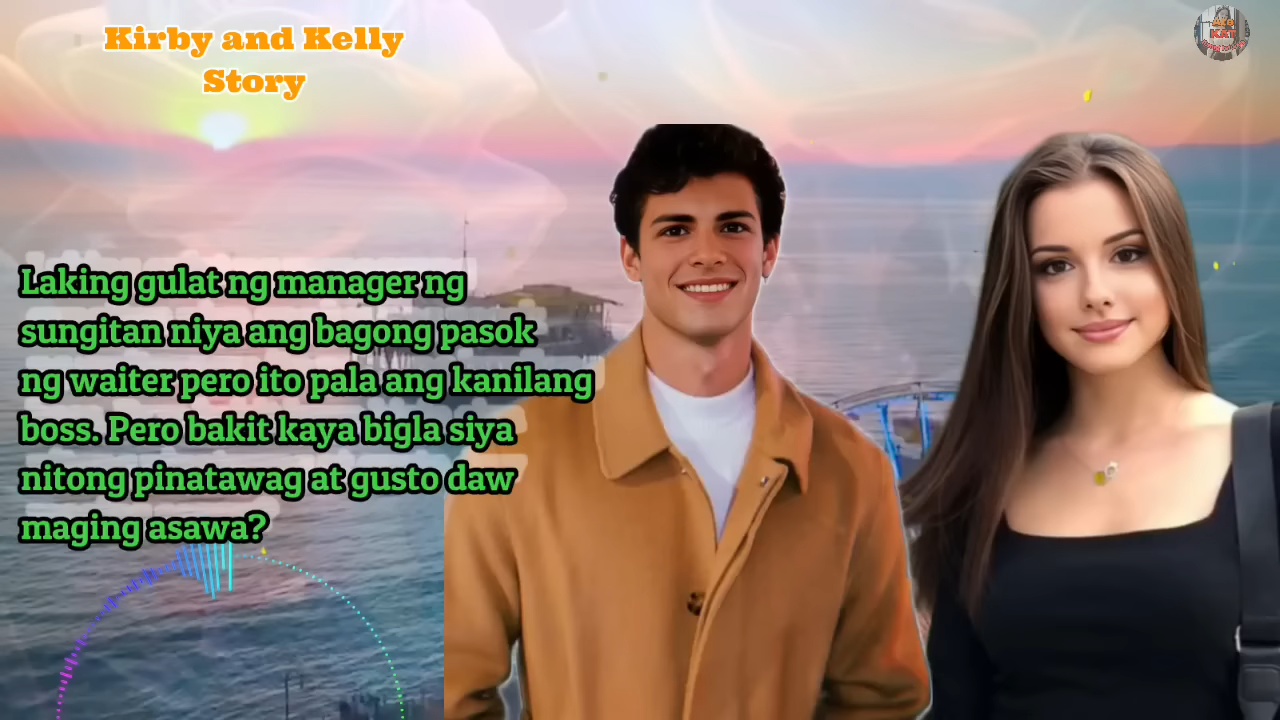 Kirby and Kelly
Story
Laking gulat ng manager ng
sungitan niya ang bagong pasok
ng waiter pero ito pala ang kanilang
boss. Pero bakit kaya bigla siya
nitong pinatawag at gusto daw
maging asawa?